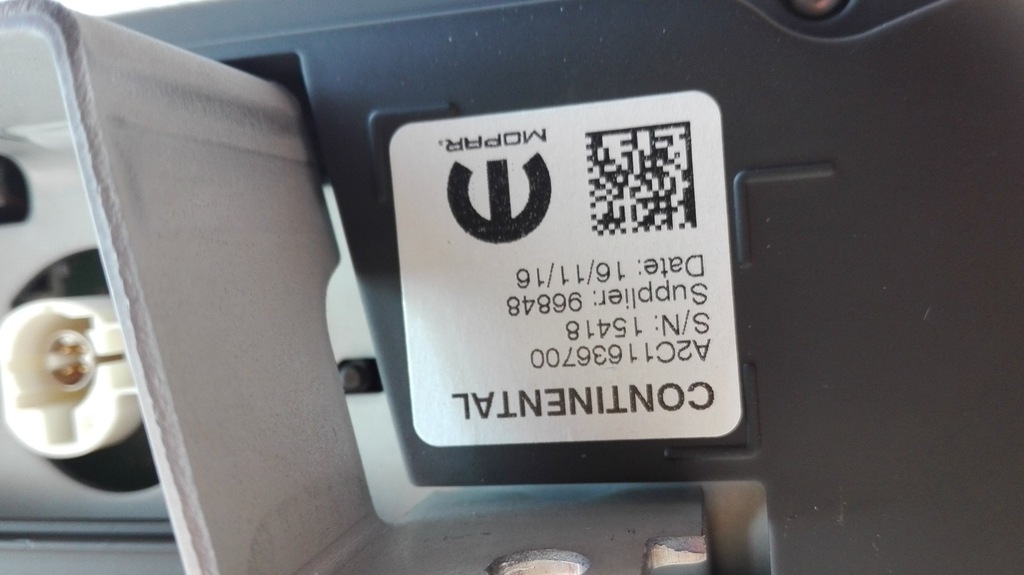 CONTINENTAL
A2C11636700
S/N: 15418
Supplier: 96848
Date: 16/11/16
MOPAR.